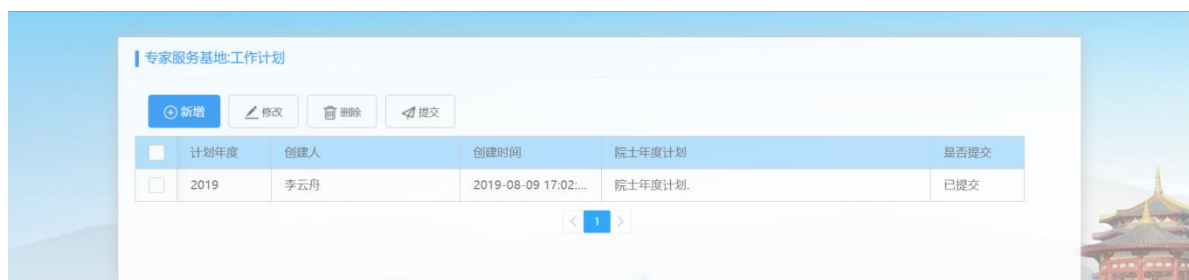 专家服务基地:工作计划
新增 修改 删除 提交
计划年度 创建人 创建时间 院士年度计划 是否提交
2019 李云舟 2019-08-09 17:02:... 院士年度计划. 已提交
< 1 >